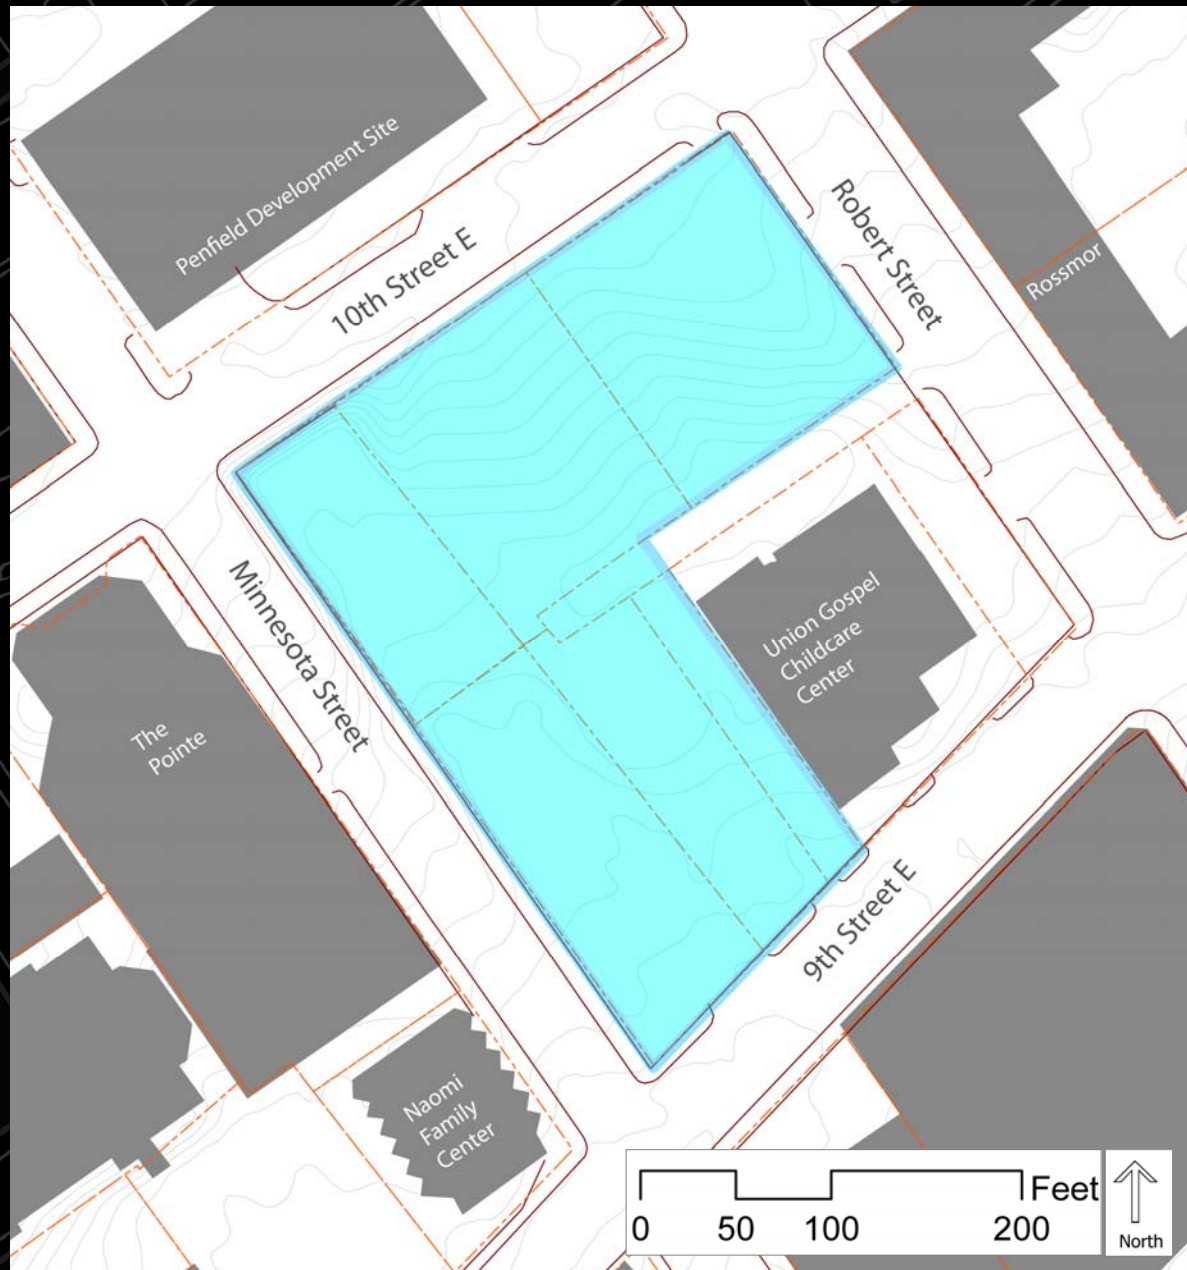 Penfield Development Site
10th Street E
Robert Street
Rossmor
Minnesota Street
Union Gospel
Childcare
Center
The
Pointe
9th Street E
Naomi
Family
Center
Feet
0 50 100 200
North